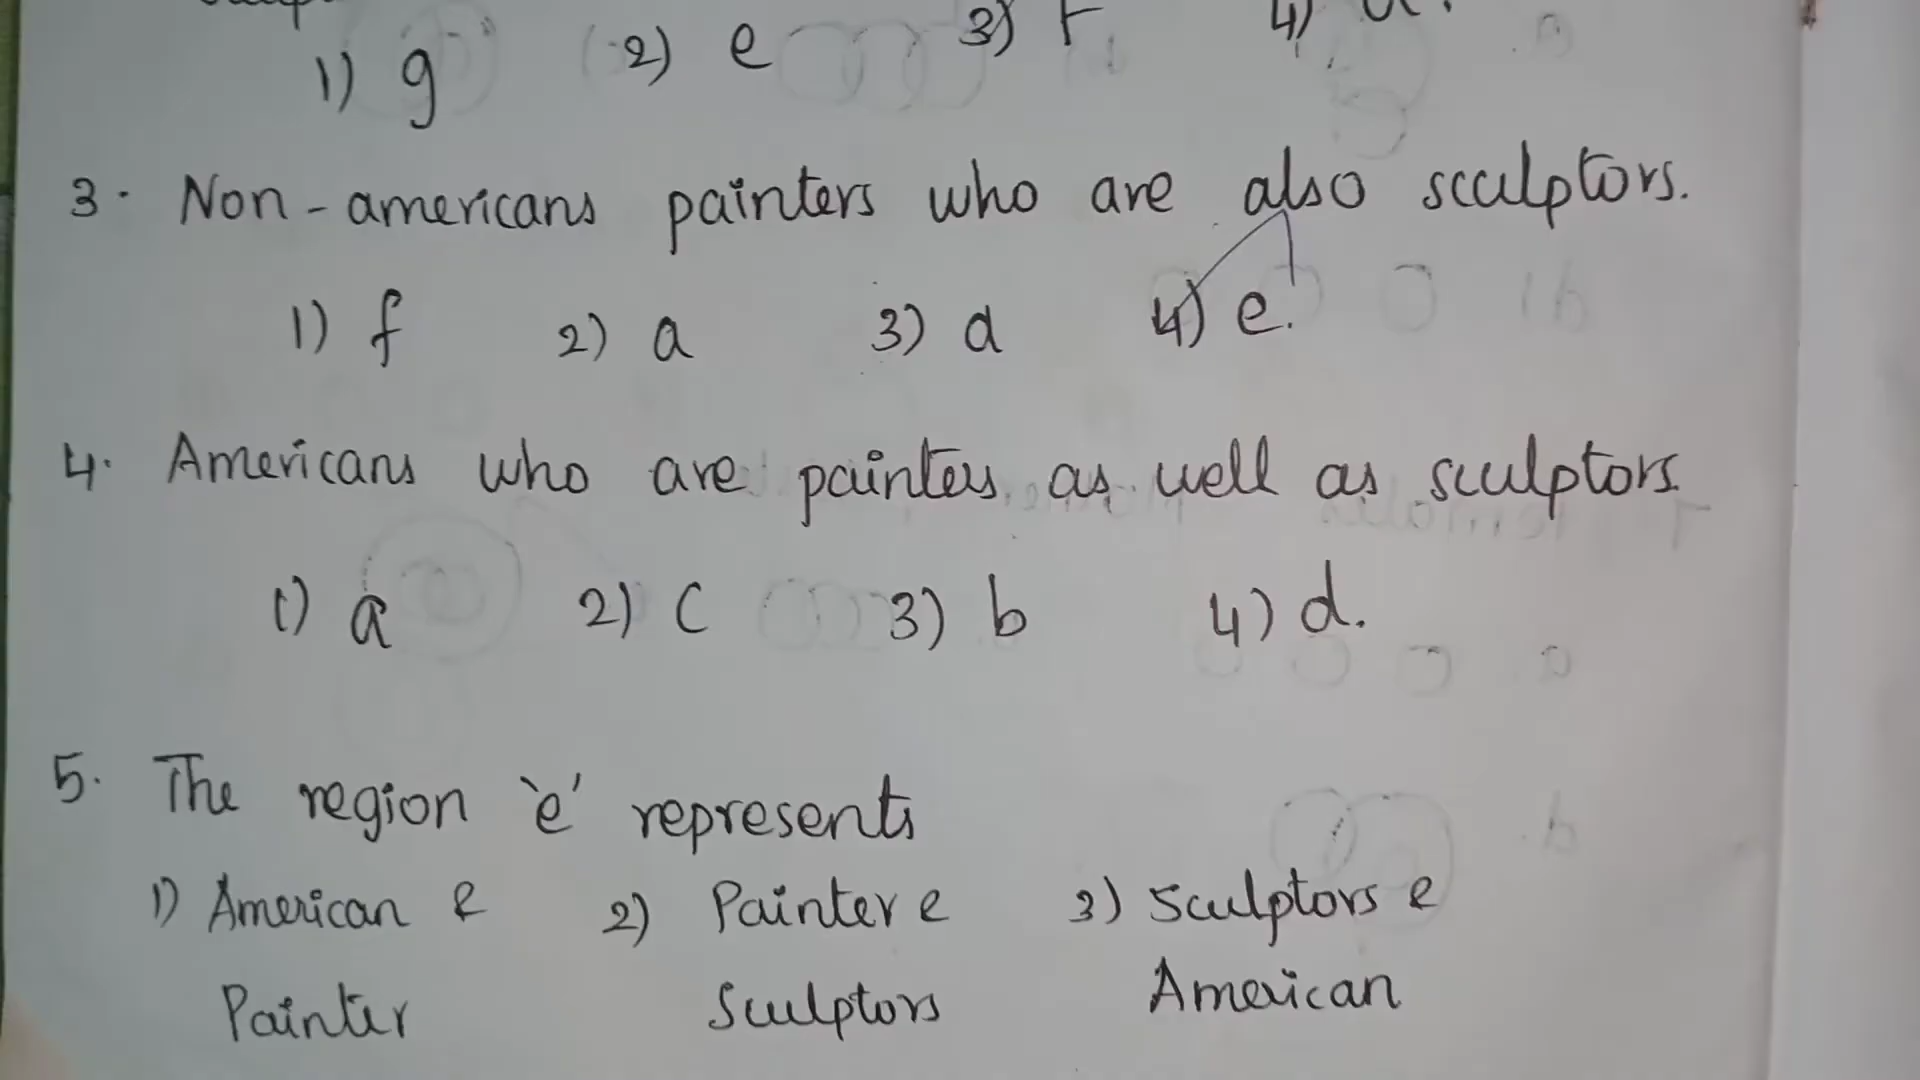 1) g 2) e 3) 4)
3. Non-americans painters who are also sculptors.
1) f 2) a 3) d 4) e.
4. Americans who are painters as well as sculptors
1) a 2) c 3) b 4) d.
5. The region 'e' represents
1) American & 2) Painter & 3) Sculptors &
Painter Sculptors American